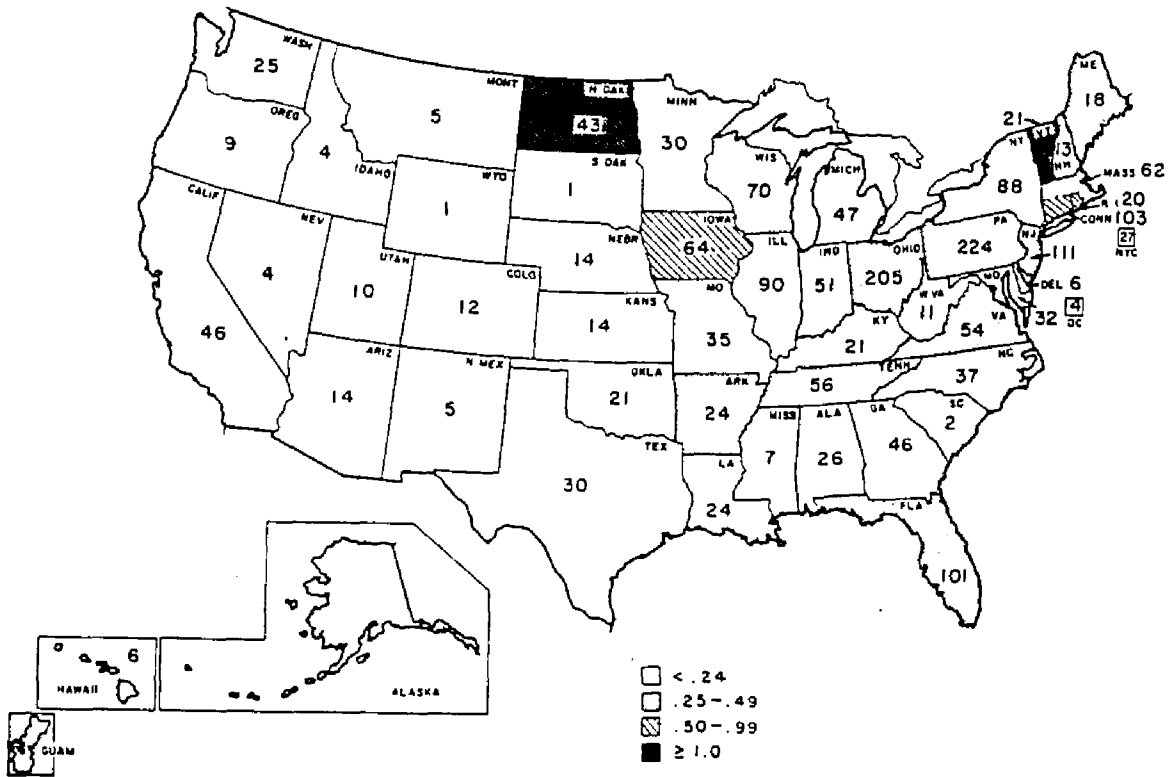 WASH
25
MONT
5
N DAK
43
MINN
30
ME
18
OREG
9
4
IDAHO
WYO
1
S DAK
1
WIS
70
MICH
47
21
VT
13
NH
NY
88
MASS 62
R I 20
CONN 103
27
NYC
CALIF
46
NEV
4
UTAH
10
COLO
12
NEBR
14
IOWA
64
ILL
90
IND
51
OHIO
205
PA
224
NJ
111
MD
DEL 6
32
4
DC
KANS
14
MO
35
KY
21
W VA
11
VA
54
ARIZ
14
N MEX
5
OKLA
21
ARK
24
TENN
56
NC
37
TEX
30
LA
24
MISS
7
ALA
26
GA
46
SC
2
FLA
101
6
HAWAII
ALASKA
GUAM
< .24
.25-.49
.50-.99
≥ 1.0